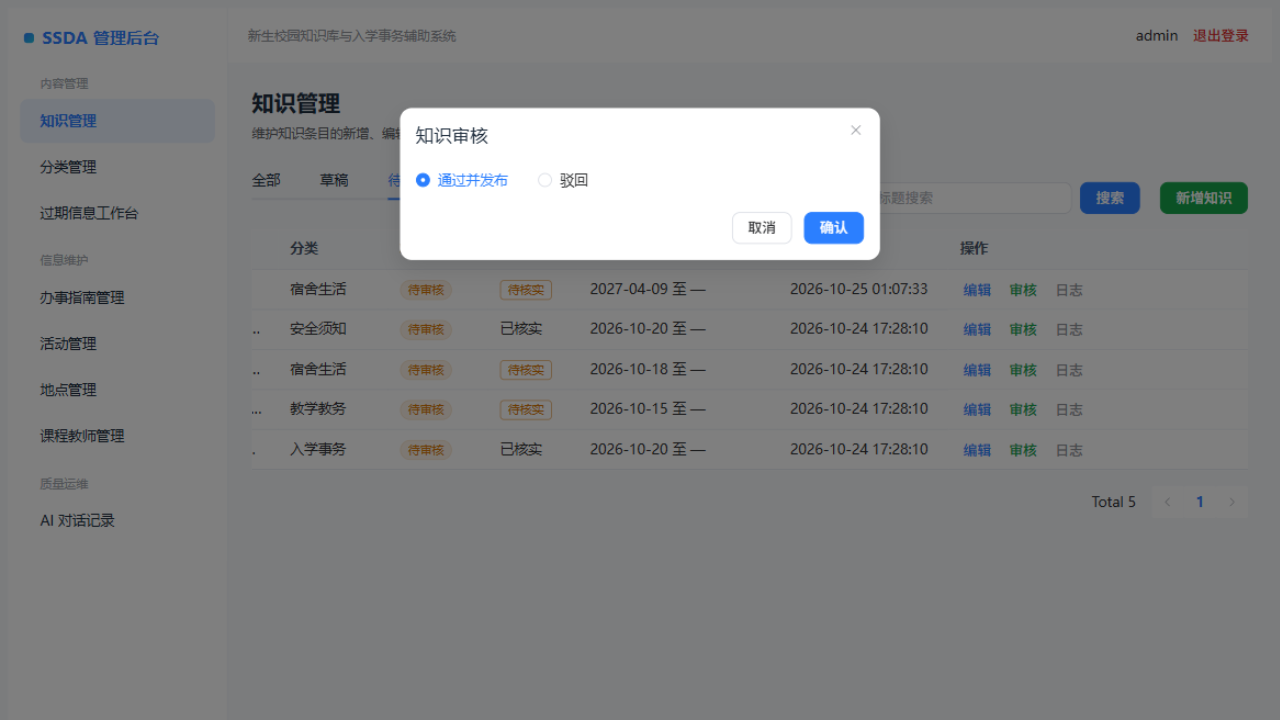 SSDA 管理后台
新生校园知识库与入学事务辅助系统
admin 退出登录
内容管理
知识管理
分类管理
过期信息工作台
信息维护
办事指南管理
活动管理
地点管理
课程教师管理
质量运维
AI 对话记录
知识管理
维护知识条目的新增、编
全部 草稿 待
标题搜索 搜索 新增知识
知识审核
通过并发布 驳回
取消 确认
分类 操作
宿舍生活 待审核 待核实 2027-04-09 至 — 2026-10-25 01:07:33 编辑 审核 日志
.. 安全须知 待审核 已核实 2026-10-20 至 — 2026-10-24 17:28:10 编辑 审核 日志
.. 宿舍生活 待审核 待核实 2026-10-18 至 — 2026-10-24 17:28:10 编辑 审核 日志
... 教学教务 待审核 待核实 2026-10-15 至 — 2026-10-24 17:28:10 编辑 审核 日志
. 入学事务 待审核 已核实 2026-10-20 至 — 2026-10-24 17:28:10 编辑 审核 日志
Total 5 1